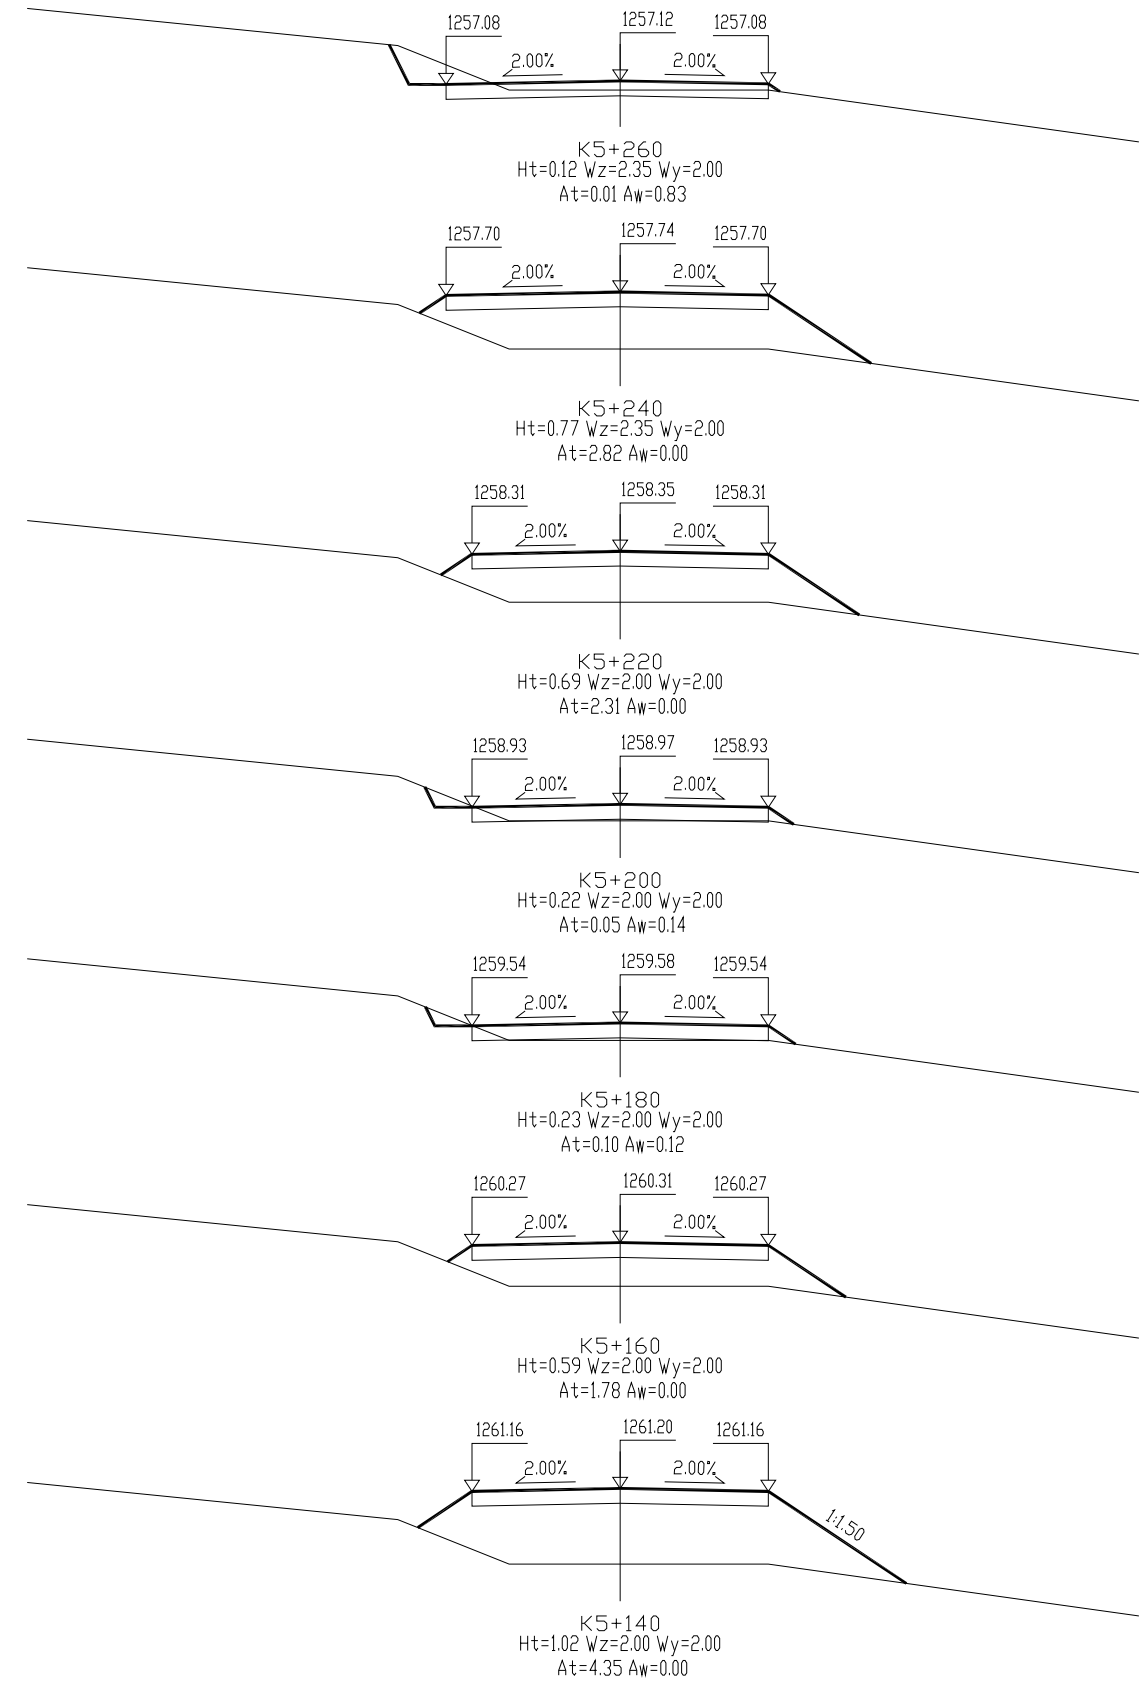 1257.08 1257.12 1257.08
2.00% 2.00%
K5+260
Ht=0.12 Wz=2.35 Wy=2.00
At=0.01 Aw=0.83
1257.70 1257.74 1257.70
2.00% 2.00%
K5+240
Ht=0.77 Wz=2.35 Wy=2.00
At=2.82 Aw=0.00
1258.31 1258.35 1258.31
2.00% 2.00%
K5+220
Ht=0.69 Wz=2.00 Wy=2.00
At=2.31 Aw=0.00
1258.93 1258.97 1258.93
2.00% 2.00%
K5+200
Ht=0.22 Wz=2.00 Wy=2.00
At=0.05 Aw=0.14
1259.54 1259.58 1259.54
2.00% 2.00%
K5+180
Ht=0.23 Wz=2.00 Wy=2.00
At=0.10 Aw=0.12
1260.27 1260.31 1260.27
2.00% 2.00%
K5+160
Ht=0.59 Wz=2.00 Wy=2.00
At=1.78 Aw=0.00
1261.16 1261.20 1261.16
2.00% 2.00%
1:1.50
K5+140
Ht=1.02 Wz=2.00 Wy=2.00
At=4.35 Aw=0.00